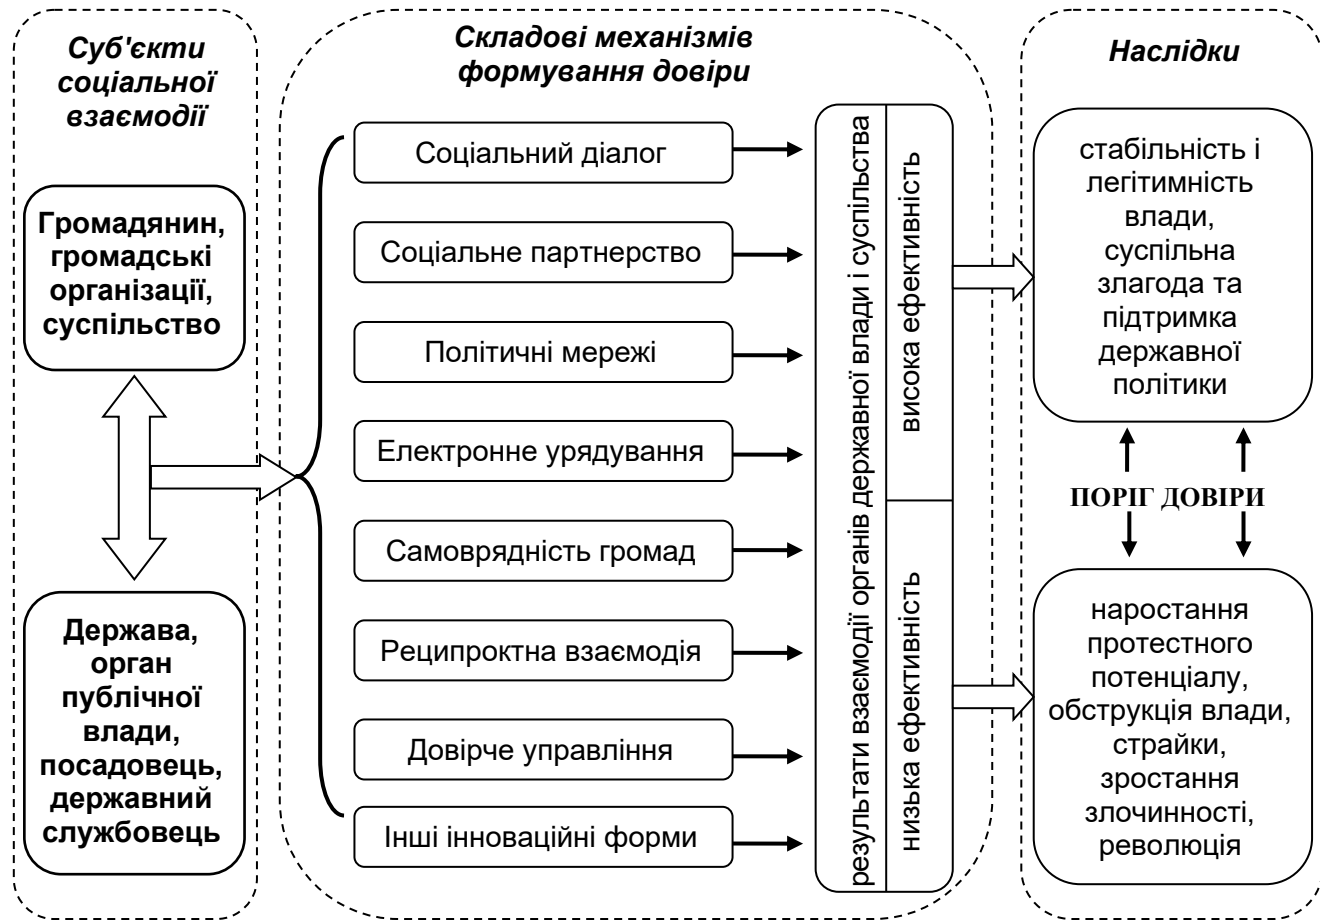 Суб'єкти
соціальної
взаємодії
Громадянин,
громадські
організації,
суспільство
Держава,
орган
публічної
влади,
посадовець,
державний
службовець
Складові механізмів
формування довіри
Соціальний діалог
Соціальне партнерство
Політичні мережі
Електронне урядування
Самоврядність громад
Реципроктна взаємодія
Довірче управління
Інші інноваційні форми
результати взаємодії органів державної влади і суспільства
висока ефективність
низька ефективність
Наслідки
стабільність і
легітимність
влади,
суспільна
злагода та
підтримка
державної
політики
ПОРІГ ДОВІРИ
наростання
протестного
потенціалу,
обструкція влади,
страйки,
зростання
злочинності,
революція